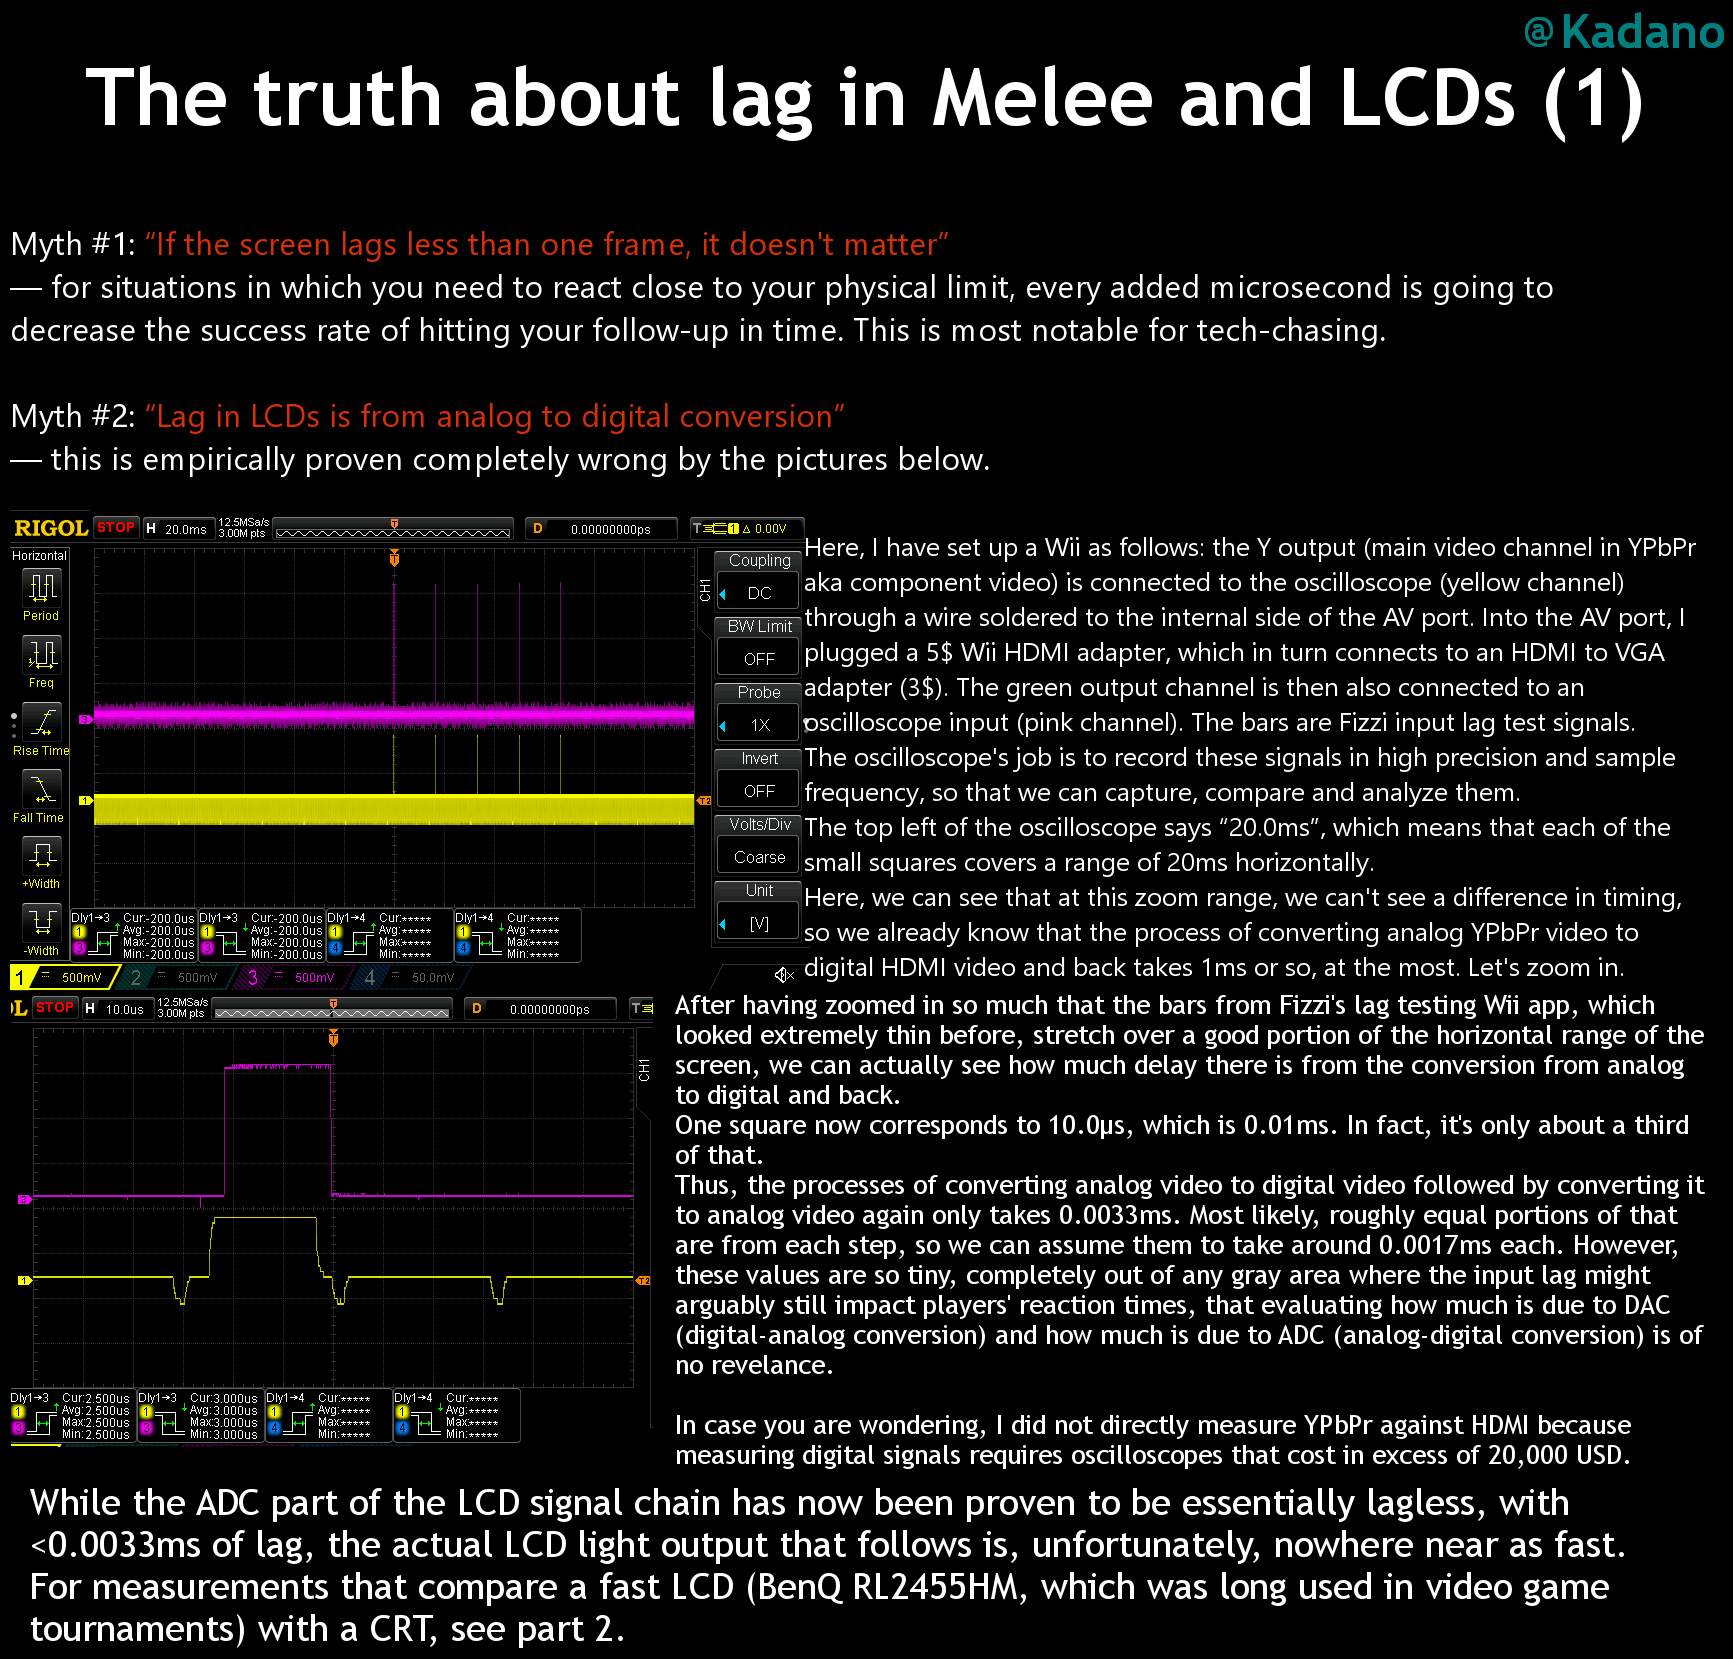 @Kadano
The truth about lag in Melee and LCDs (1)
Myth #1: “If the screen lags less than one frame, it doesn't matter”
— for situations in which you need to react close to your physical limit, every added microsecond is going to
decrease the success rate of hitting your follow-up in time. This is most notable for tech-chasing.
Myth #2: “Lag in LCDs is from analog to digital conversion”
— this is empirically proven completely wrong by the pictures below.
RIGOL STOP H 20.0ms 12.5MSa/s 3.00M pts T D 0.00000000ps T 1 0.00V
Horizontal
Period
Freq
Rise Time
Fall Time
+Width
-Width
T
3
1
T2
CH1
Coupling
DC
BW Limit
OFF
Probe
1X
Invert
OFF
Volts/Div
Coarse
Unit
[V]
Dly1→3 Cur:-200.0us Dly1→3 Cur:-200.0us Dly1→4 Cur:***** Dly1→4 Cur:*****
1 Avg:-200.0us 1 Avg:-200.0us 1 Avg:***** 1 Avg:*****
Max:-200.0us Max:-200.0us Max:***** Max:*****
3 Min:-200.0us 3 Min:-200.0us 4 Min:***** 4 Min:*****
1 500mV 2 500mV 3 500mV 4 50.0mV
Here, I have set up a Wii as follows: the Y output (main video channel in YPbPr
aka component video) is connected to the oscilloscope (yellow channel)
through a wire soldered to the internal side of the AV port. Into the AV port, I
plugged a 5$ Wii HDMI adapter, which in turn connects to an HDMI to VGA
adapter (3$). The green output channel is then also connected to an
oscilloscope input (pink channel). The bars are Fizzi input lag test signals.
The oscilloscope's job is to record these signals in high precision and sample
frequency, so that we can capture, compare and analyze them.
The top left of the oscilloscope says “20.0ms”, which means that each of the
small squares covers a range of 20ms horizontally.
Here, we can see that at this zoom range, we can't see a difference in timing,
so we already know that the process of converting analog YPbPr video to
digital HDMI video and back takes 1ms or so, at the most. Let's zoom in.
OL STOP H 10.0us 12.5MSa/s 3.00M pts T D 0.00000000ps T
T
3
1
T2
CH1
Dly1→3 Cur:2.500us Dly1→3 Cur:3.000us Dly1→4 Cur:***** Dly1→4 Cur:*****
1 Avg:2.500us 1 Avg:3.000us 1 Avg:***** 1 Avg:*****
Max:2.500us Max:3.000us Max:***** Max:*****
3 Min:2.500us 3 Min:3.000us 4 Min:***** 4 Min:*****
After having zoomed in so much that the bars from Fizzi's lag testing Wii app, which
looked extremely thin before, stretch over a good portion of the horizontal range of the
screen, we can actually see how much delay there is from the conversion from analog
to digital and back.
One square now corresponds to 10.0µs, which is 0.01ms. In fact, it's only about a third
of that.
Thus, the processes of converting analog video to digital video followed by converting it
to analog video again only takes 0.0033ms. Most likely, roughly equal portions of that
are from each step, so we can assume them to take around 0.0017ms each. However,
these values are so tiny, completely out of any gray area where the input lag might
arguably still impact players' reaction times, that evaluating how much is due to DAC
(digital-analog conversion) and how much is due to ADC (analog-digital conversion) is of
no revelance.
In case you are wondering, I did not directly measure YPbPr against HDMI because
measuring digital signals requires oscilloscopes that cost in excess of 20,000 USD.
While the ADC part of the LCD signal chain has now been proven to be essentially lagless, with
<0.0033ms of lag, the actual LCD light output that follows is, unfortunately, nowhere near as fast.
For measurements that compare a fast LCD (BenQ RL2455HM, which was long used in video game
tournaments) with a CRT, see part 2.